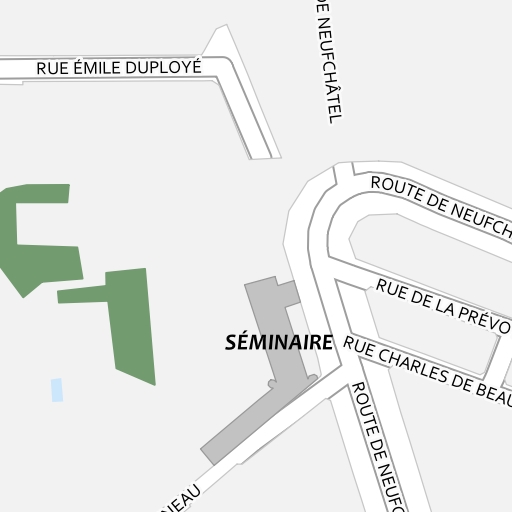 DE NEUFCHÂTEL
RUE ÉMILE DUPLOYÉ
ROUTE DE NEUFCH
RUE DE LA PRÉVO
SÉMINAIRE
RUE CHARLES DE BEAU
ROUTE DE NEUFC
NEAU